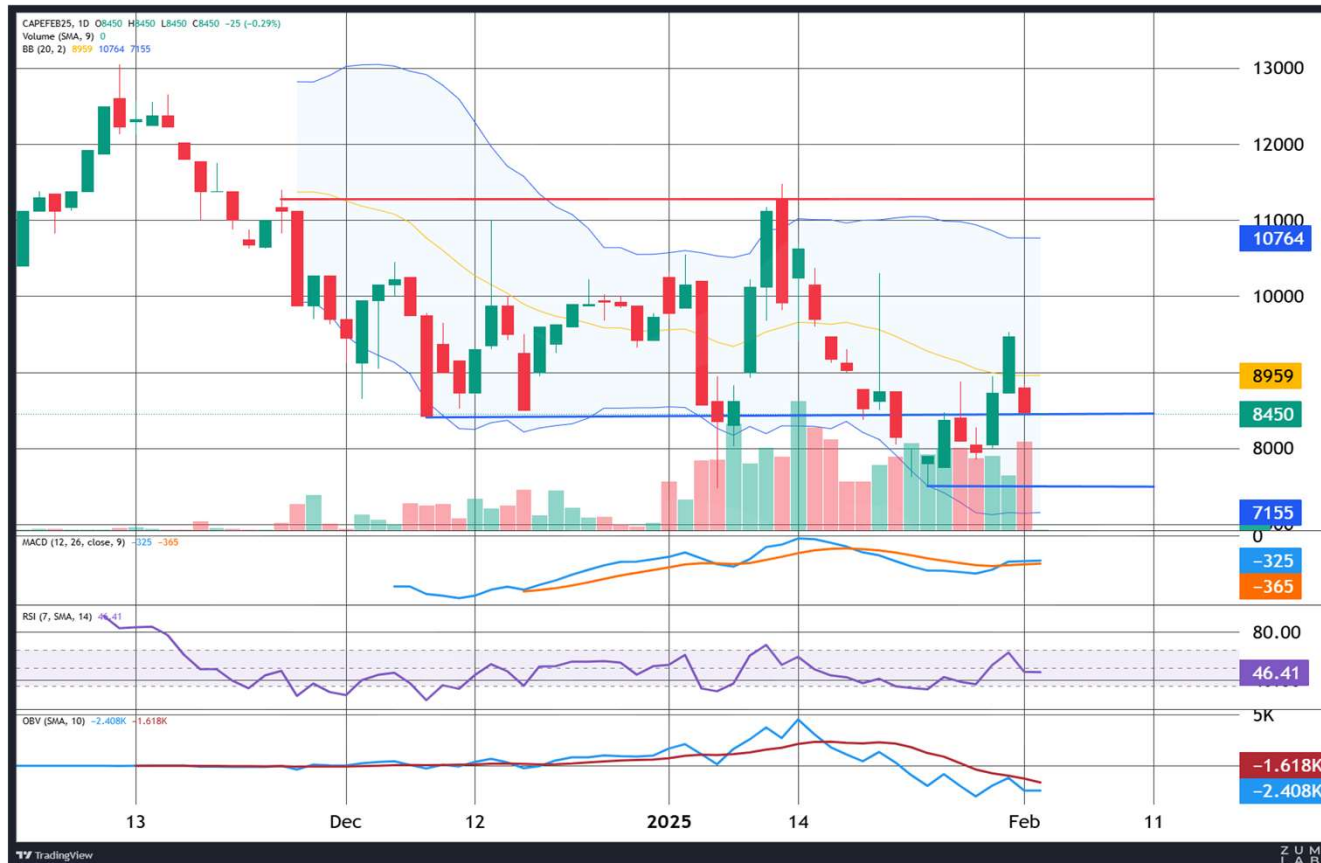 CAPEFEB25, 1D O8450 H8450 L8450 C8450 −25 (−0.29%)
Volume (SMA, 9) 0
BB (20, 2) 8959 10764 7155
13000
12000
11000
10764
10000
9000
8959
8450
8000
7155
MACD (12, 26, close, 9) −325 −365
0
−325
−365
RSI (7, SMA, 14) 46.41
80.00
46.41
OBV (SMA, 10) −2.408K −1.618K
5K
−1.618K
−2.408K
13 Dec 12 2025 14 Feb 11
TradingView
ZUM
LAB